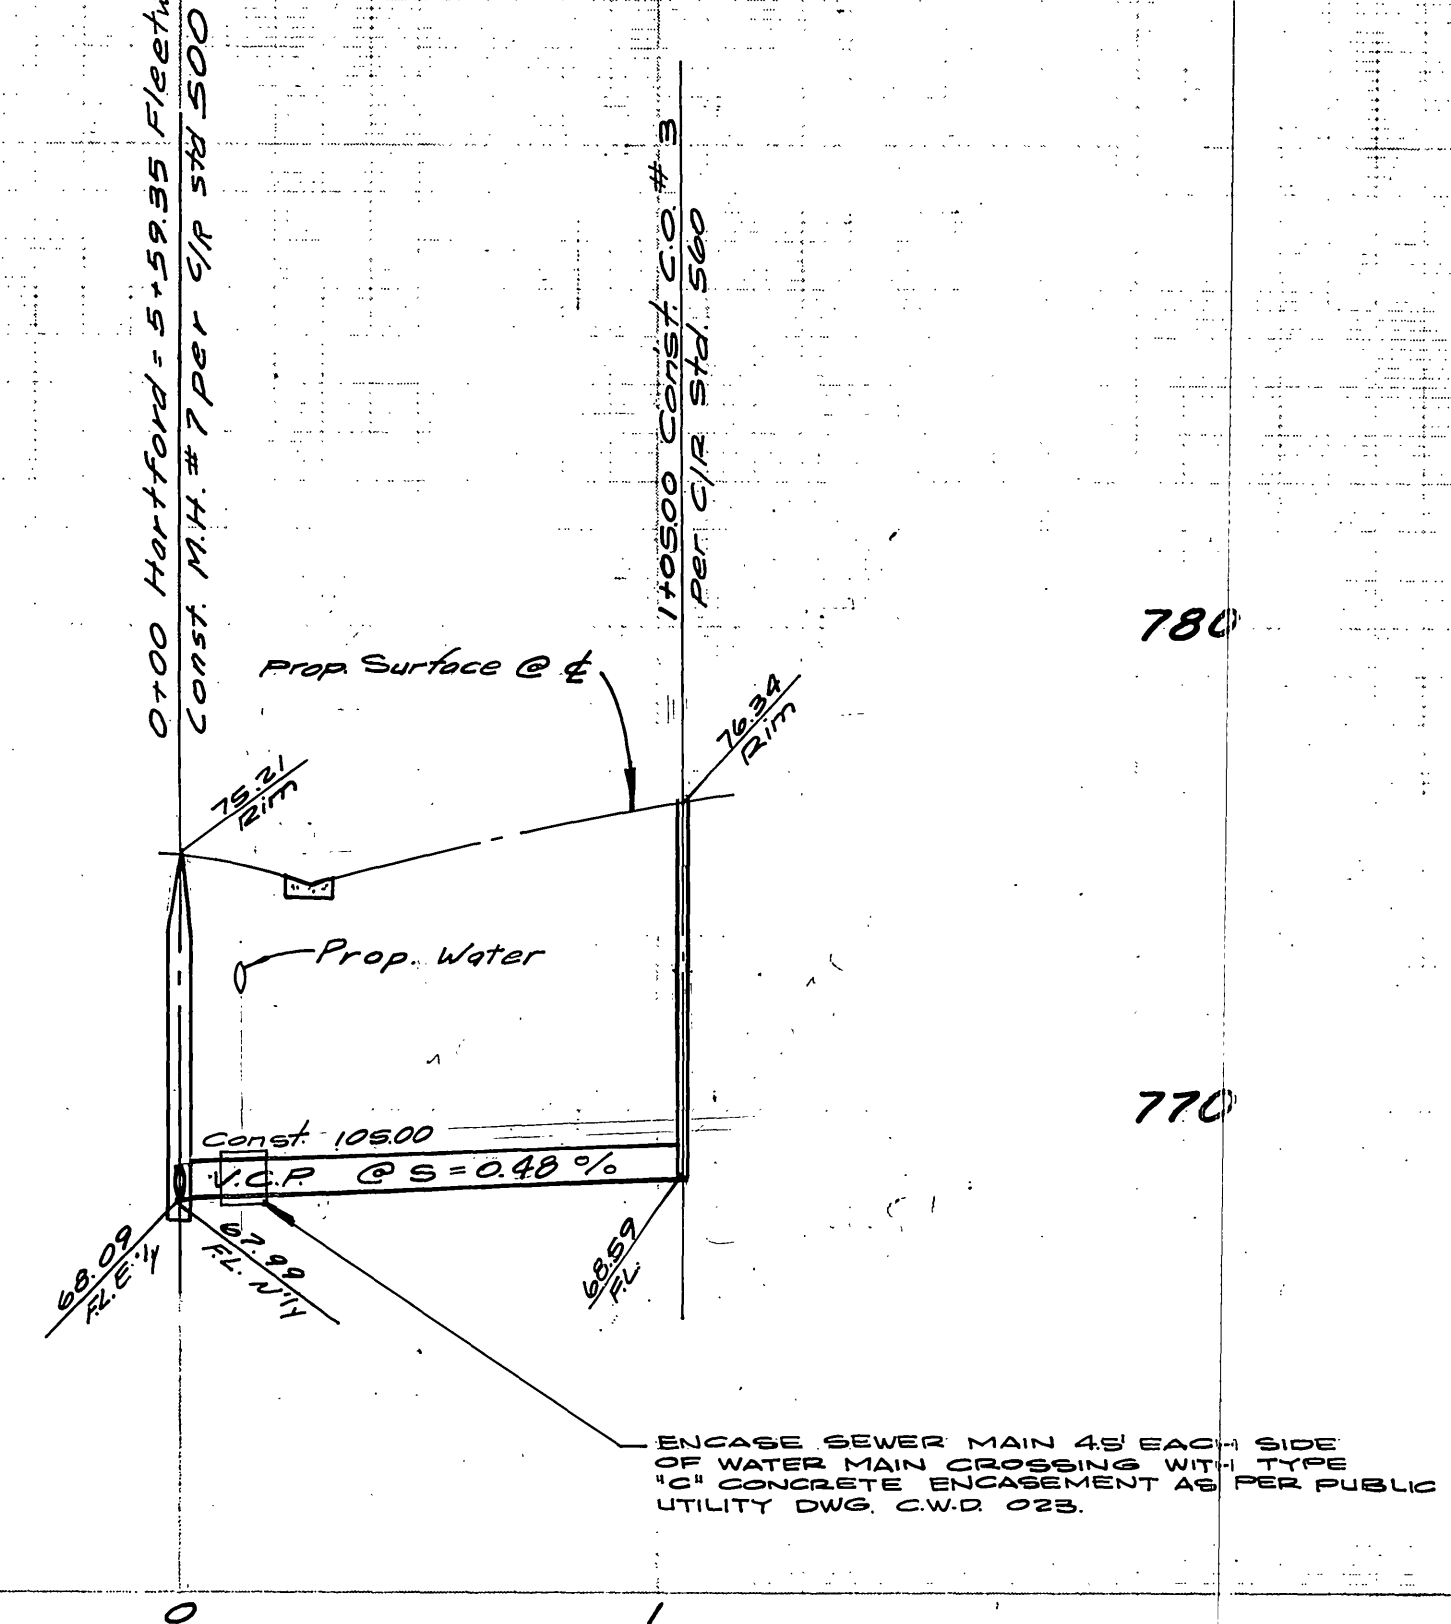 0+00 Hartford = 5+59.35
Const. M.H. # 7 per C/R std 500
1+05.00 Const. C.O. # 3
per C/R std. 560
780
Prop. Surface @ ℄
76.34
Rim
75.21
Rim
Prop. Water
770
Const. 105.00
V.C.P. @ S = 0.48 %
68.09
F.L. E'ly
67.99
F.L. N'ly
68.59
F.L.
ENCASE SEWER MAIN 4.5' EACH SIDE
OF WATER MAIN CROSSING WITH TYPE
"C" CONCRETE ENCASEMENT AS PER PUBLIC
UTILITY DWG. C.W.D. 023.
0
1